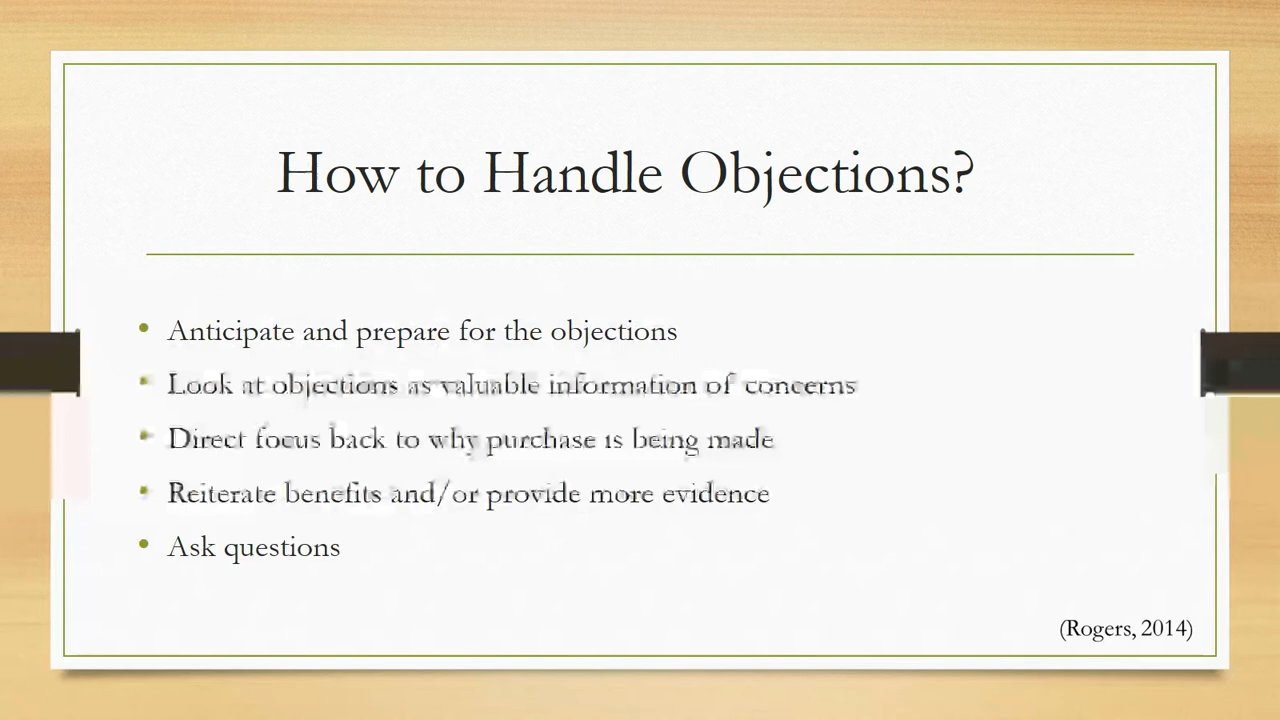 How to Handle Objections?
• Anticipate and prepare for the objections
• Look at objections as valuable information of concerns
• Direct focus back to why purchase is being made
• Reiterate benefits and/or provide more evidence
• Ask questions
(Rogers, 2014)